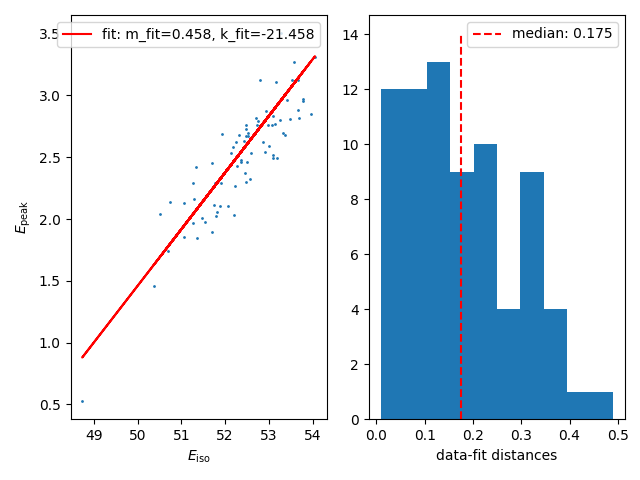 fit: m_fit=0.458, k_fit=-21.458
3.5
3.0
2.5
2.0
1.5
1.0
0.5
E_peak
49 50 51 52 53 54
E_iso
median: 0.175
14
12
10
8
6
4
2
0
0.0 0.1 0.2 0.3 0.4 0.5
data-fit distances